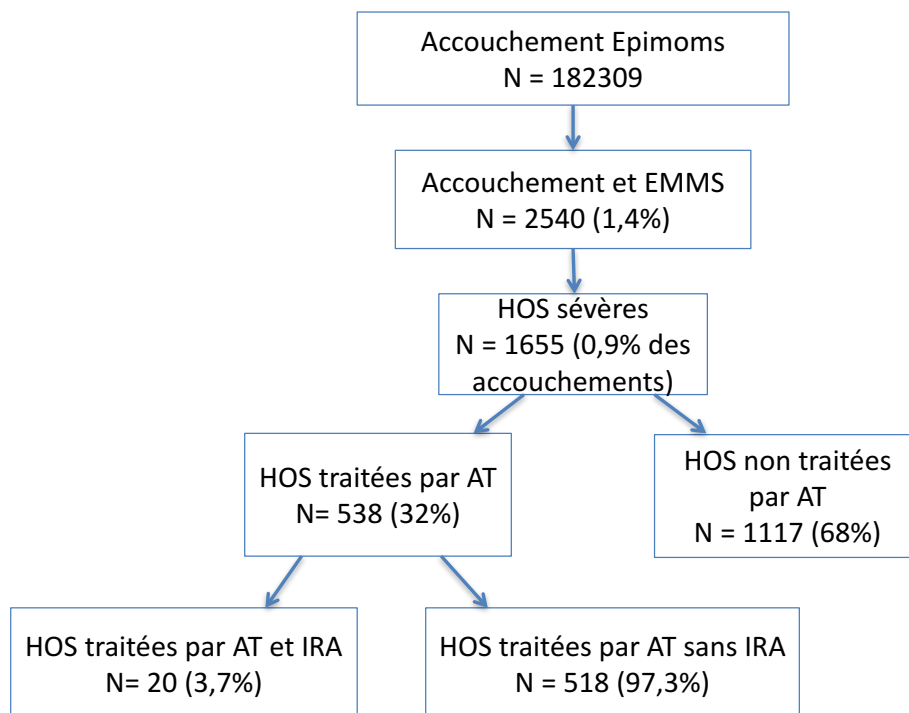 Accouchement Epimoms
N = 182309
Accouchement et EMMS
N = 2540 (1,4%)
HOS sévères
N = 1655 (0,9% des
accouchements)
HOS traitées par AT
N= 538 (32%)
HOS non traitées
par AT
N = 1117 (68%)
HOS traitées par AT et IRA
N= 20 (3,7%)
HOS traitées par AT sans IRA
N = 518 (97,3%)